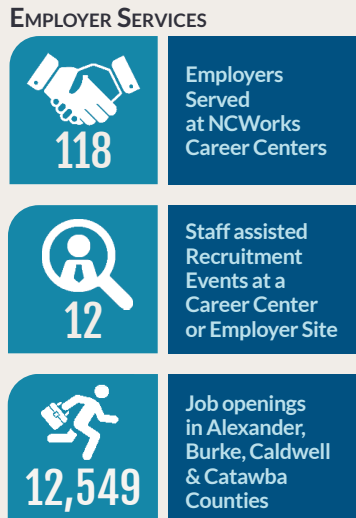 EMPLOYER SERVICES
118
Employers
Served
at NCWorks
Career Centers
12
Staff assisted
Recruitment
Events at a
Career Center
or Employer Site
12,549
Job openings
in Alexander,
Burke, Caldwell
& Catawba
Counties